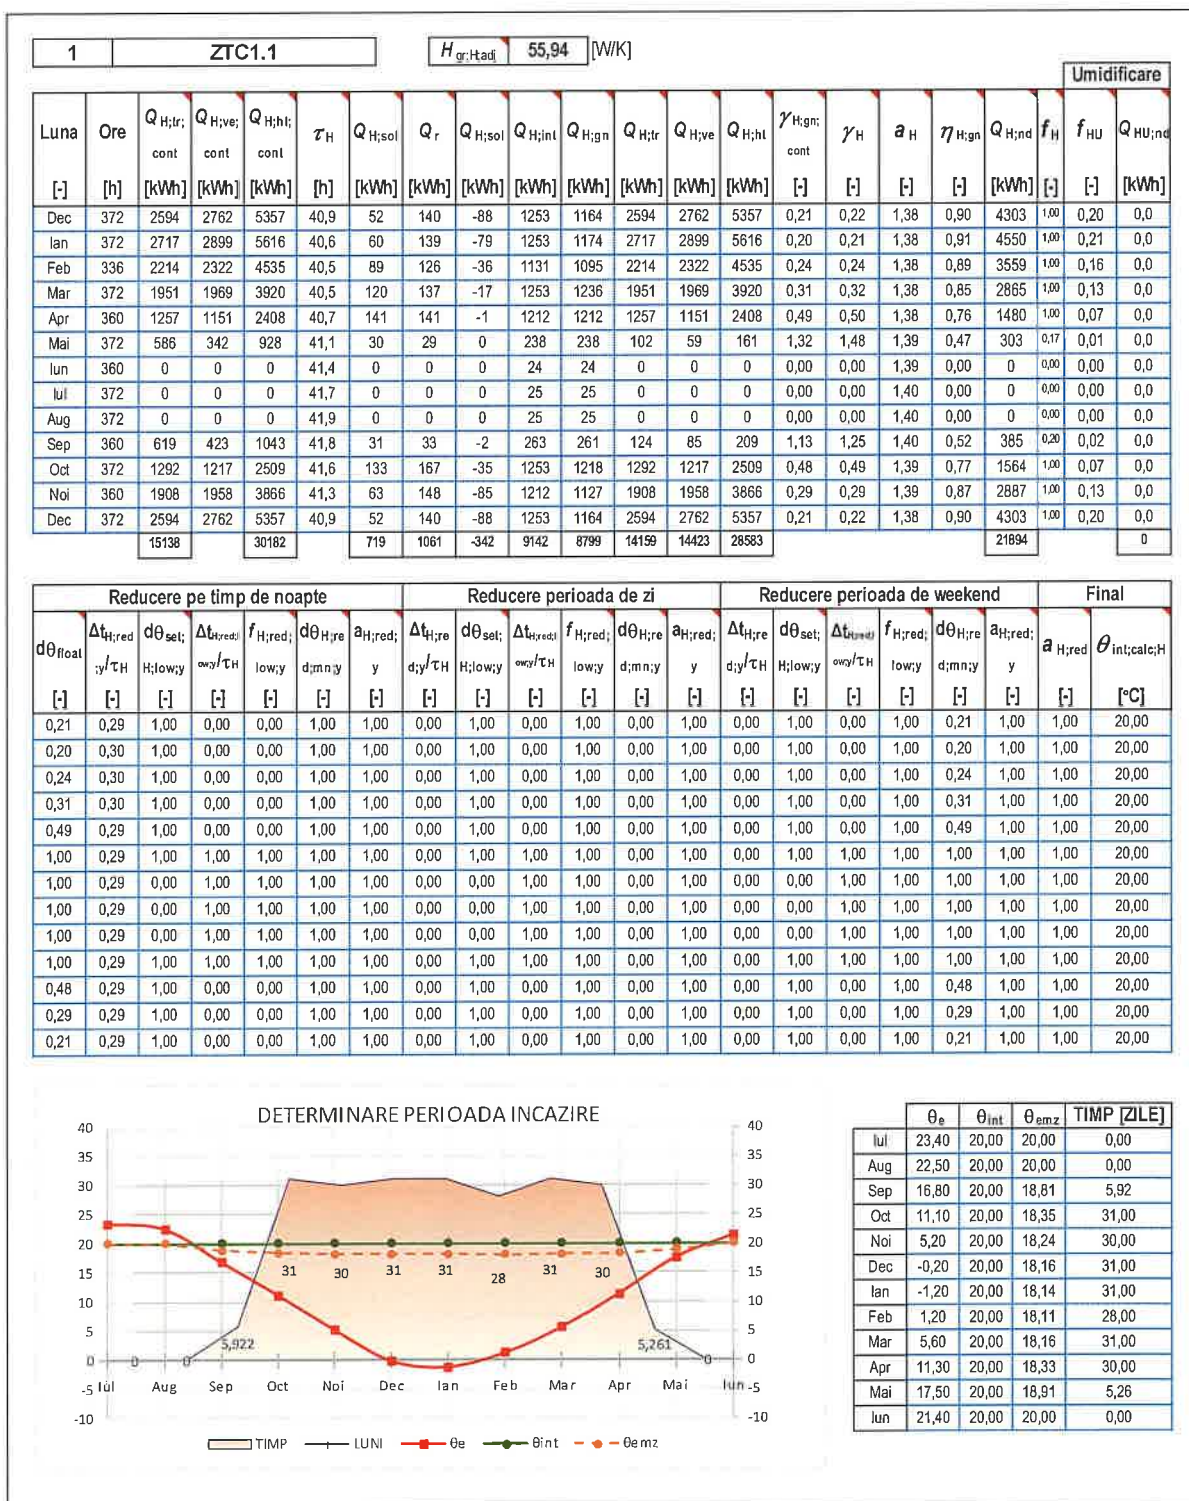 1 ZTC1.1 H gr;H;adj 55,94 [W/K]
Umidificare
Luna Ore Q H;tr; cont Q H;ve; cont Q H;ht; cont τ H Q H;sol Q r Q H;sol Q H;int Q H;gn Q H;tr Q H;ve Q H;ht γ H;gn; cont γ H a H η H;gn Q H;nd f H f HU Q HU;nd
[-] [h] [kWh] [kWh] [kWh] [h] [kWh] [kWh] [kWh] [kWh] [kWh] [kWh] [kWh] [kWh] [-] [-] [-] [-] [kWh] [-] [-] [kWh]
Dec 372 2594 2762 5357 40,9 52 140 -88 1253 1164 2594 2762 5357 0,21 0,22 1,38 0,90 4303 1,00 0,20 0,0
Ian 372 2717 2899 5616 40,6 60 139 -79 1253 1174 2717 2899 5616 0,20 0,21 1,38 0,91 4550 1,00 0,21 0,0
Feb 336 2214 2322 4535 40,5 89 126 -36 1131 1095 2214 2322 4535 0,24 0,24 1,38 0,89 3559 1,00 0,16 0,0
Mar 372 1951 1969 3920 40,5 120 137 -17 1253 1236 1951 1969 3920 0,31 0,32 1,38 0,85 2865 1,00 0,13 0,0
Apr 360 1257 1151 2408 40,7 141 141 -1 1212 1212 1257 1151 2408 0,49 0,50 1,38 0,76 1480 1,00 0,07 0,0
Mai 372 586 342 928 41,1 30 29 0 238 238 102 59 161 1,32 1,48 1,39 0,47 303 0,17 0,01 0,0
Iun 360 0 0 0 41,4 0 0 0 24 24 0 0 0 0,00 0,00 1,39 0,00 0 0,00 0,00 0,0
Iul 372 0 0 0 41,7 0 0 0 25 25 0 0 0 0,00 0,00 1,40 0,00 0 0,00 0,00 0,0
Aug 372 0 0 0 41,9 0 0 0 25 25 0 0 0 0,00 0,00 1,40 0,00 0 0,00 0,00 0,0
Sep 360 619 423 1043 41,8 31 33 -2 263 261 124 85 209 1,13 1,25 1,40 0,52 385 0,20 0,02 0,0
Oct 372 1292 1217 2509 41,6 133 167 -35 1253 1218 1292 1217 2509 0,48 0,49 1,39 0,77 1564 1,00 0,07 0,0
Noi 360 1908 1958 3866 41,3 63 148 -85 1212 1127 1908 1958 3866 0,29 0,29 1,39 0,87 2887 1,00 0,13 0,0
Dec 372 2594 2762 5357 40,9 52 140 -88 1253 1164 2594 2762 5357 0,21 0,22 1,38 0,90 4303 1,00 0,20 0,0
15138 30182 719 1061 -342 9142 8799 14159 14423 28583 21894 0
Reducere pe timp de noapte Reducere perioada de zi Reducere perioada de weekend Final
dθfloat ΔtH;red ;y/τH dθset; H;low;y ΔtH;red;l ow;y/τH fH;red; low;y dθH;re d;mn;y aH;red; y ΔtH;re d;y/τH dθset; H;low;y ΔtH;red;l ow;y/τH fH;red; low;y dθH;re d;mn;y aH;red; y ΔtH;re d;y/τH dθset; H;low;y ow;y/τH fH;red; low;y dθH;re d;mn;y aH;red; y a H;red θ int;calc;H
[-] [-] [-] [-] [-] [-] [-] [-] [-] [-] [-] [-] [-] [-] [-] [-] [-] [-] [-] [-] [°C]
0,21 0,29 1,00 0,00 0,00 1,00 1,00 0,00 1,00 0,00 1,00 0,00 1,00 0,00 1,00 0,00 1,00 0,21 1,00 1,00 20,00
0,20 0,30 1,00 0,00 0,00 1,00 1,00 0,00 1,00 0,00 1,00 0,00 1,00 0,00 1,00 0,00 1,00 0,20 1,00 1,00 20,00
0,24 0,30 1,00 0,00 0,00 1,00 1,00 0,00 1,00 0,00 1,00 0,00 1,00 0,00 1,00 0,00 1,00 0,24 1,00 1,00 20,00
0,31 0,30 1,00 0,00 0,00 1,00 1,00 0,00 1,00 0,00 1,00 0,00 1,00 0,00 1,00 0,00 1,00 0,31 1,00 1,00 20,00
0,49 0,29 1,00 0,00 0,00 1,00 1,00 0,00 1,00 0,00 1,00 0,00 1,00 0,00 1,00 0,00 1,00 0,49 1,00 1,00 20,00
1,00 0,29 1,00 1,00 1,00 1,00 1,00 0,00 1,00 1,00 1,00 0,00 1,00 0,00 1,00 1,00 1,00 1,00 1,00 1,00 20,00
1,00 0,29 0,00 1,00 1,00 1,00 1,00 0,00 0,00 1,00 1,00 0,00 1,00 0,00 0,00 1,00 1,00 1,00 1,00 1,00 20,00
1,00 0,29 0,00 1,00 1,00 1,00 1,00 0,00 0,00 1,00 1,00 0,00 1,00 0,00 0,00 1,00 1,00 1,00 1,00 1,00 20,00
1,00 0,29 0,00 1,00 1,00 1,00 1,00 0,00 0,00 1,00 1,00 0,00 1,00 0,00 0,00 1,00 1,00 1,00 1,00 1,00 20,00
1,00 0,29 1,00 1,00 1,00 1,00 1,00 0,00 1,00 1,00 1,00 0,00 1,00 0,00 1,00 1,00 1,00 1,00 1,00 1,00 20,00
0,48 0,29 1,00 0,00 0,00 1,00 1,00 0,00 1,00 0,00 1,00 0,00 1,00 0,00 1,00 0,00 1,00 0,48 1,00 1,00 20,00
0,29 0,29 1,00 0,00 0,00 1,00 1,00 0,00 1,00 0,00 1,00 0,00 1,00 0,00 1,00 0,00 1,00 0,29 1,00 1,00 20,00
0,21 0,29 1,00 0,00 0,00 1,00 1,00 0,00 1,00 0,00 1,00 0,00 1,00 0,00 1,00 0,00 1,00 0,21 1,00 1,00 20,00
DETERMINARE PERIOADA INCAZIRE
40 40
35 35
30 30
25 25
20 20
31 30 31 31 28 31 30
15 15
10 10
5 5,922 5,261 5
0 0 0 0 0
-5 Iul Aug Sep Oct Noi Dec Ian Feb Mar Apr Mai Iun -5
-10 -10
TIMP LUNI θe θint θemz
θe θint θemz TIMP [ZILE]
Iul 23,40 20,00 20,00 0,00
Aug 22,50 20,00 20,00 0,00
Sep 16,80 20,00 18,81 5,92
Oct 11,10 20,00 18,35 31,00
Noi 5,20 20,00 18,24 30,00
Dec -0,20 20,00 18,16 31,00
Ian -1,20 20,00 18,14 31,00
Feb 1,20 20,00 18,11 28,00
Mar 5,60 20,00 18,16 31,00
Apr 11,30 20,00 18,33 30,00
Mai 17,50 20,00 18,91 5,26
Iun 21,40 20,00 20,00 0,00